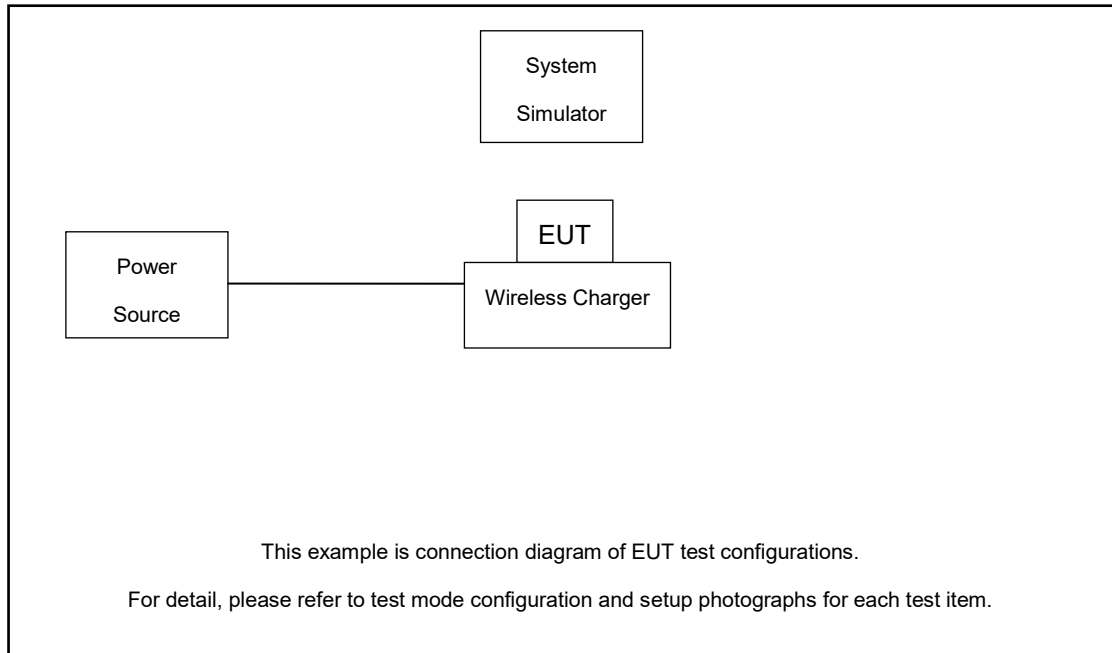 System
Simulator
EUT
Power
Source
Wireless Charger
This example is connection diagram of EUT test configurations.
For detail, please refer to test mode configuration and setup photographs for each test item.